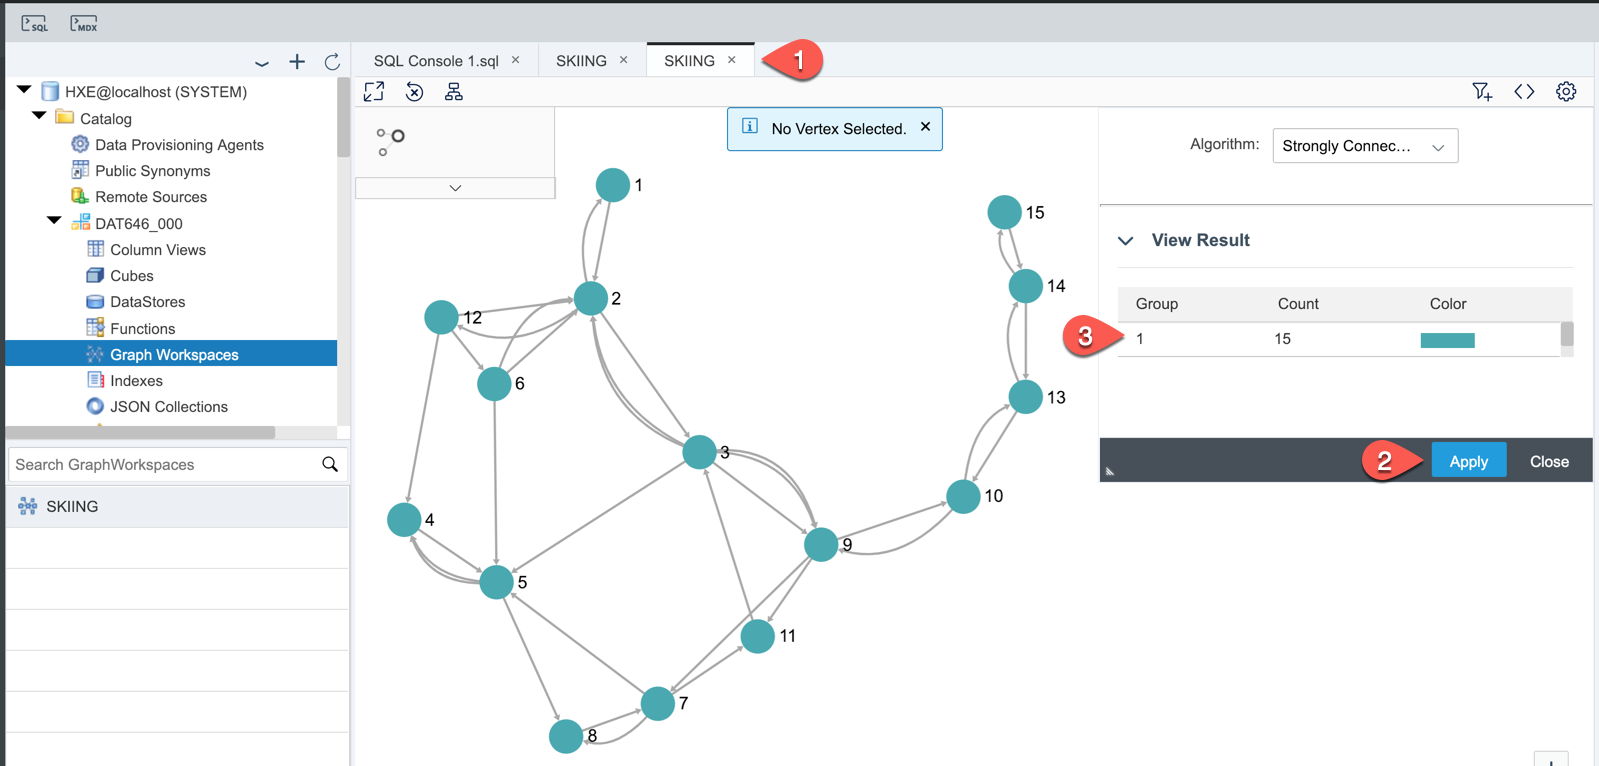 SQL MDX
SQL Console 1.sql × SKIING × SKIING × 1
HXE@localhost (SYSTEM)
Catalog
Data Provisioning Agents
Public Synonyms
Remote Sources
DAT646_000
Column Views
Cubes
DataStores
Functions
Graph Workspaces
Indexes
JSON Collections
Search GraphWorkspaces
SKIING
No Vertex Selected. ×
1
2
12
6
3
4
5
9
11
7
8
10
13
14
15
Algorithm: Strongly Connec...
View Result
Group Count Color
3 1 15
2 Apply Close